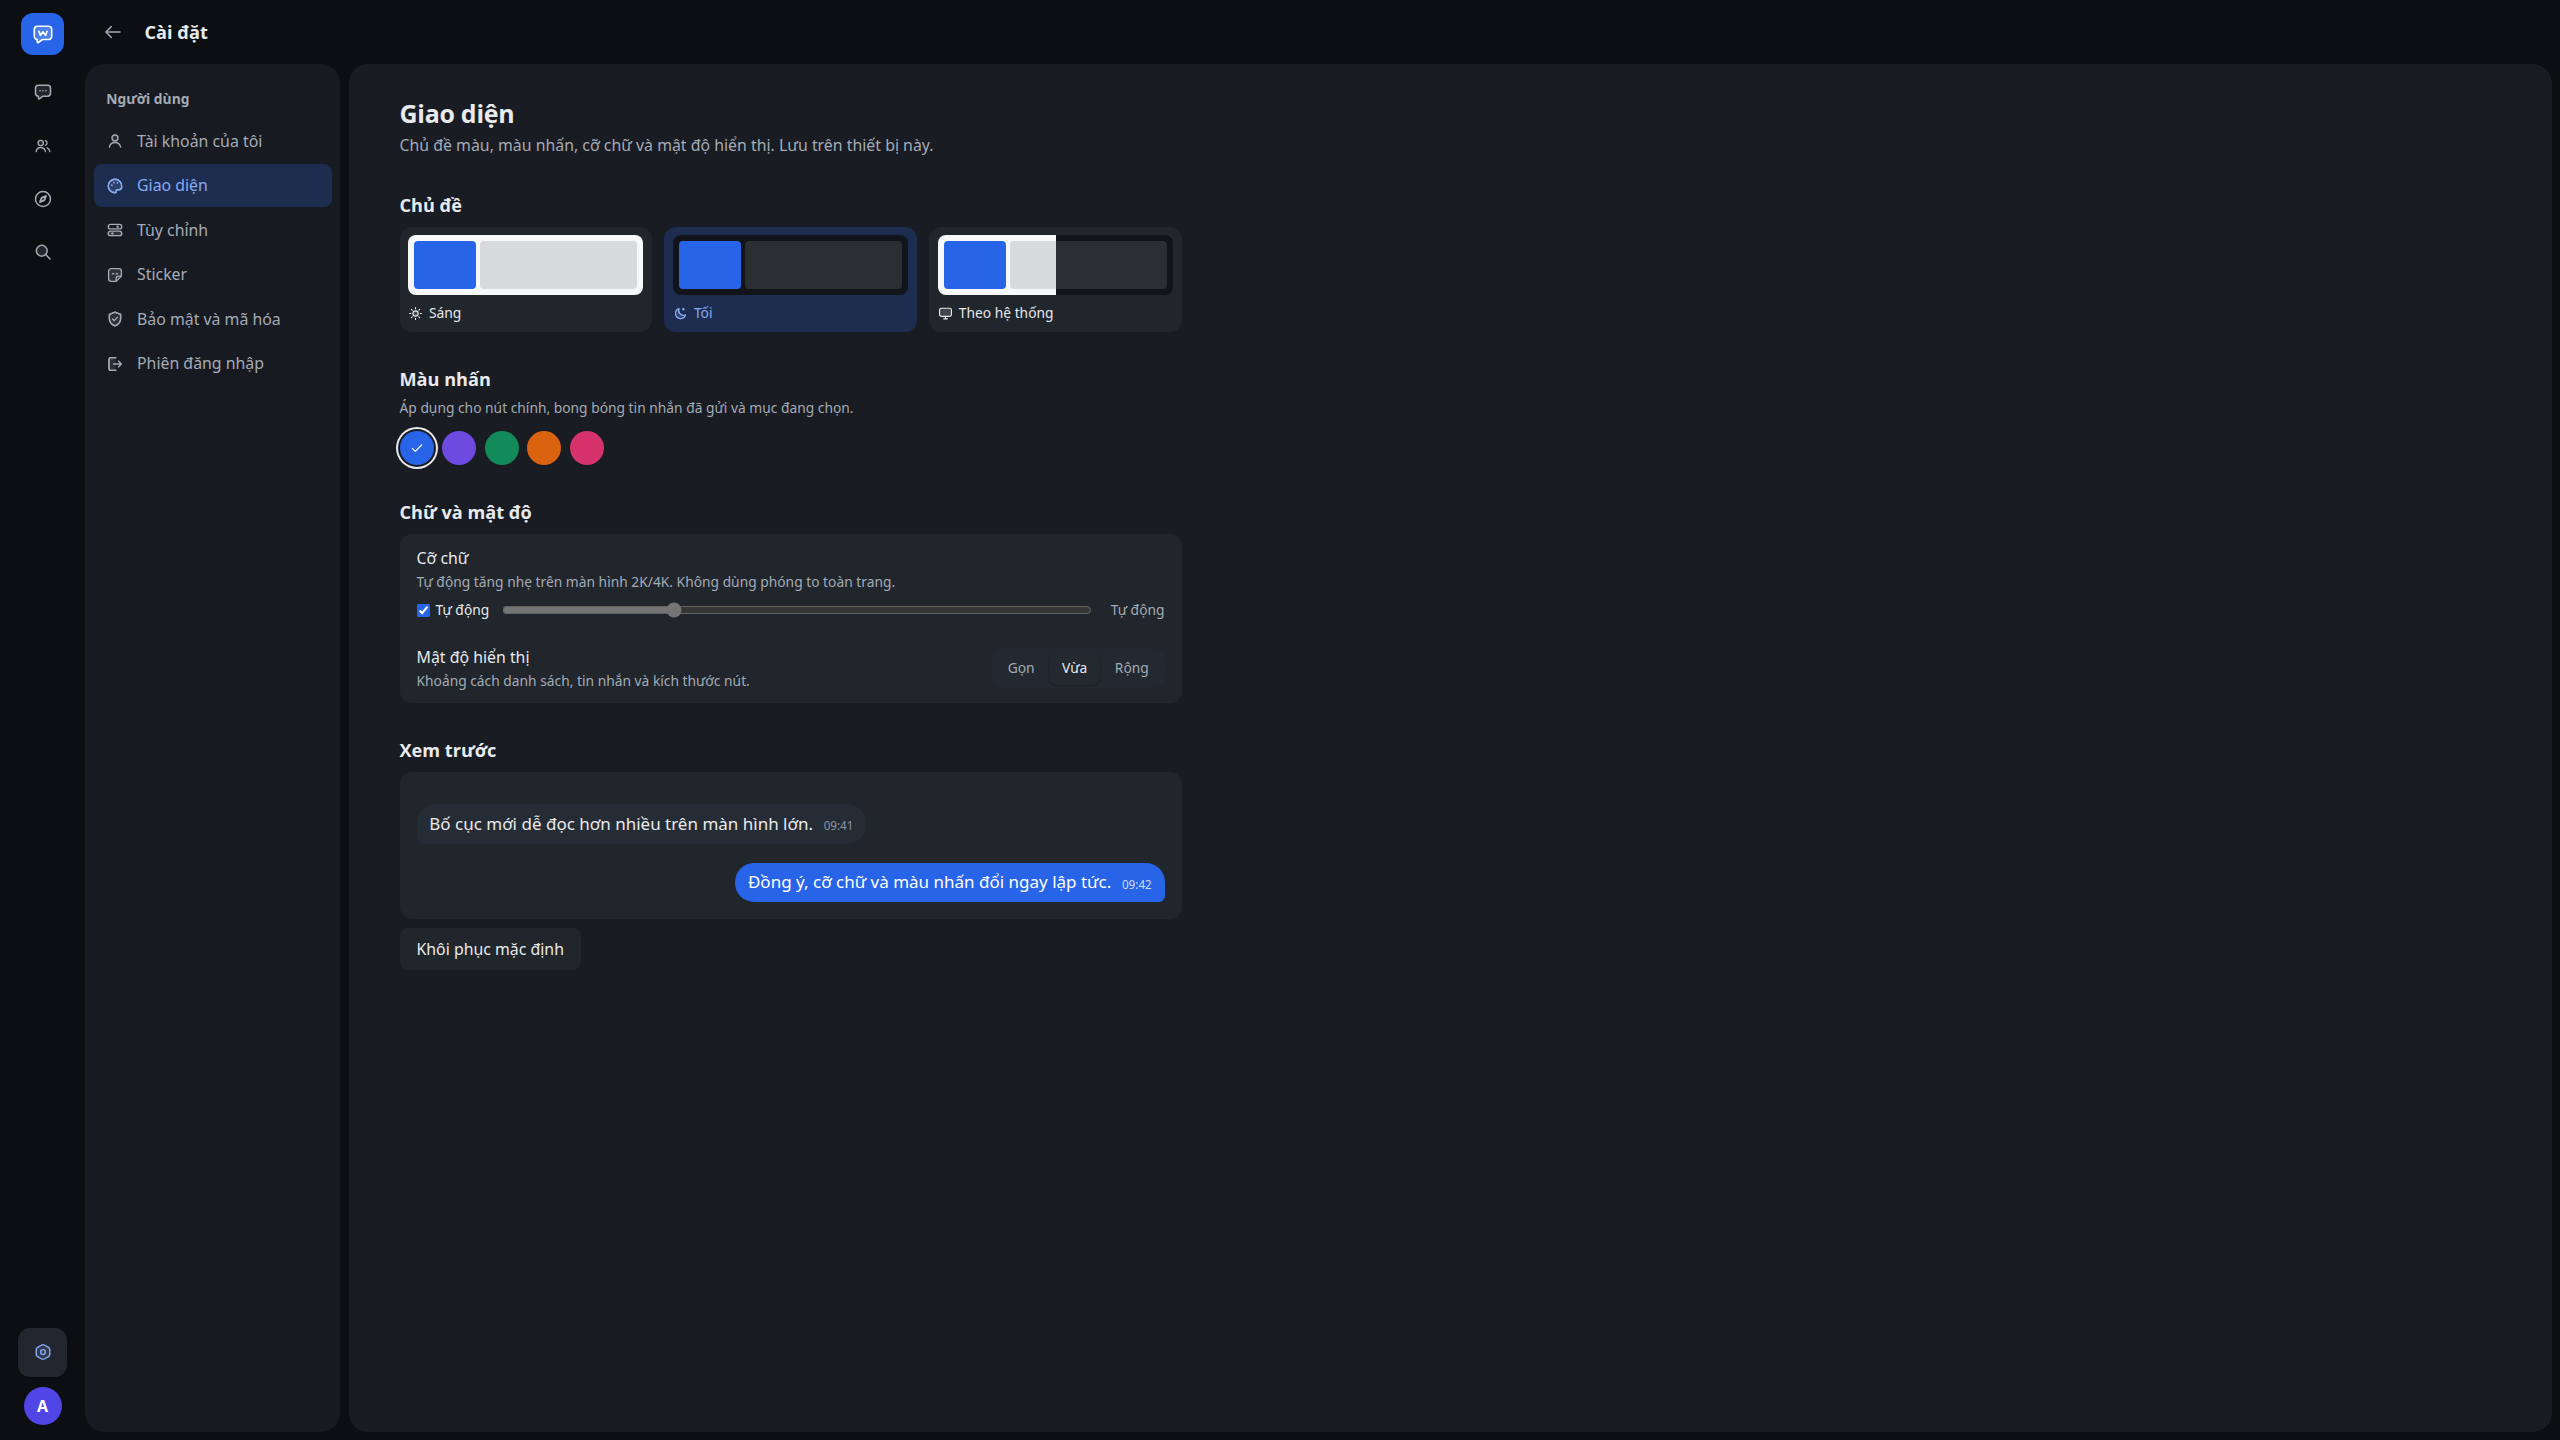 Cài đặt
Người dùng
Tài khoản của tôi
Giao diện
Tùy chỉnh
Sticker
Bảo mật và mã hóa
Phiên đăng nhập
Giao diện
Chủ đề màu, màu nhấn, cỡ chữ và mật độ hiển thị. Lưu trên thiết bị này.
Chủ đề
Sáng
Tối
Theo hệ thống
Màu nhấn
Áp dụng cho nút chính, bong bóng tin nhắn đã gửi và mục đang chọn.
Chữ và mật độ
Cỡ chữ
Tự động tăng nhẹ trên màn hình 2K/4K. Không dùng phóng to toàn trang.
Tự động
Tự động
Mật độ hiển thị
Khoảng cách danh sách, tin nhắn và kích thước nút.
Gọn
Vừa
Rộng
Xem trước
Bố cục mới dễ đọc hơn nhiều trên màn hình lớn. 09:41
Đồng ý, cỡ chữ và màu nhấn đổi ngay lập tức. 09:42
Khôi phục mặc định
A